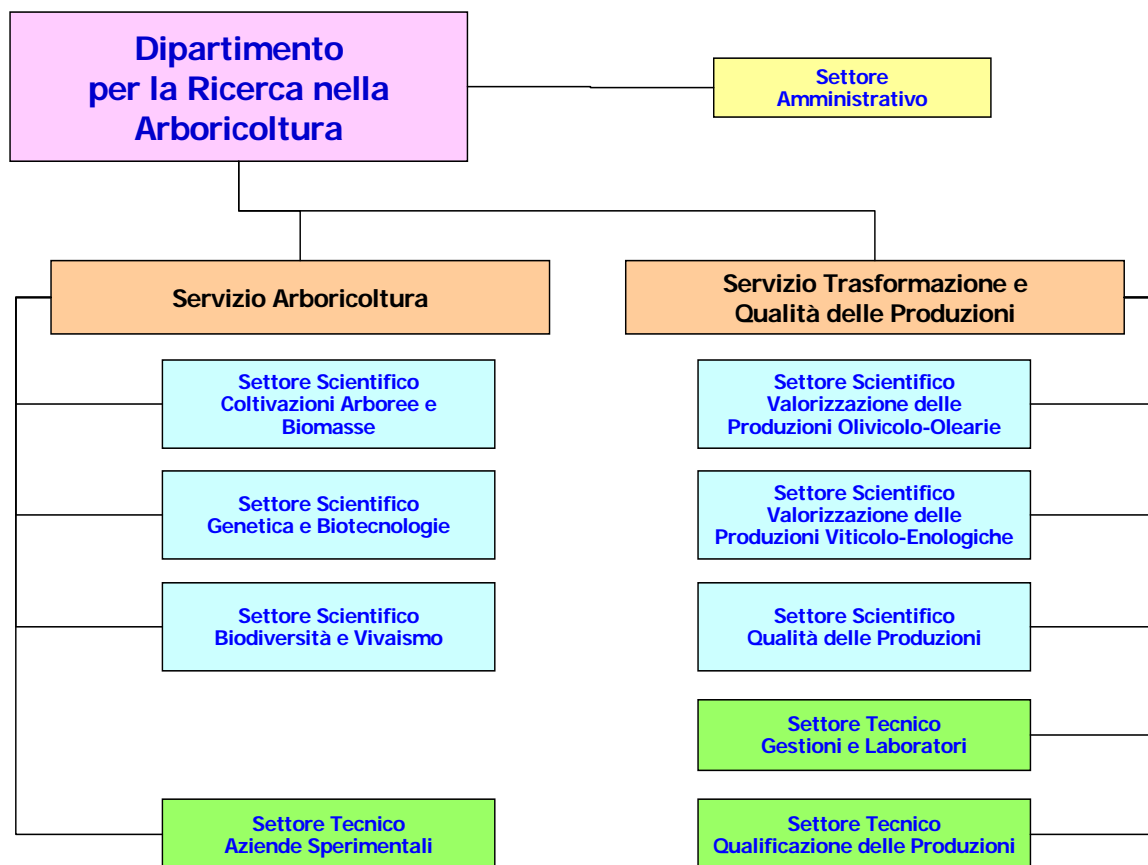 Dipartimento
per la Ricerca nella
Arboricoltura
Settore
Amministrativo
Servizio Arboricoltura
Servizio Trasformazione e
Qualità delle Produzioni
Settore Scientifico
Coltivazioni Arboree e
Biomasse
Settore Scientifico
Valorizzazione delle
Produzioni Olivicolo-Olearie
Settore Scientifico
Genetica e Biotecnologie
Settore Scientifico
Valorizzazione delle
Produzioni Viticolo-Enologiche
Settore Scientifico
Biodiversità e Vivaismo
Settore Scientifico
Qualità delle Produzioni
Settore Tecnico
Gestioni e Laboratori
Settore Tecnico
Aziende Sperimentali
Settore Tecnico
Qualificazione delle Produzioni